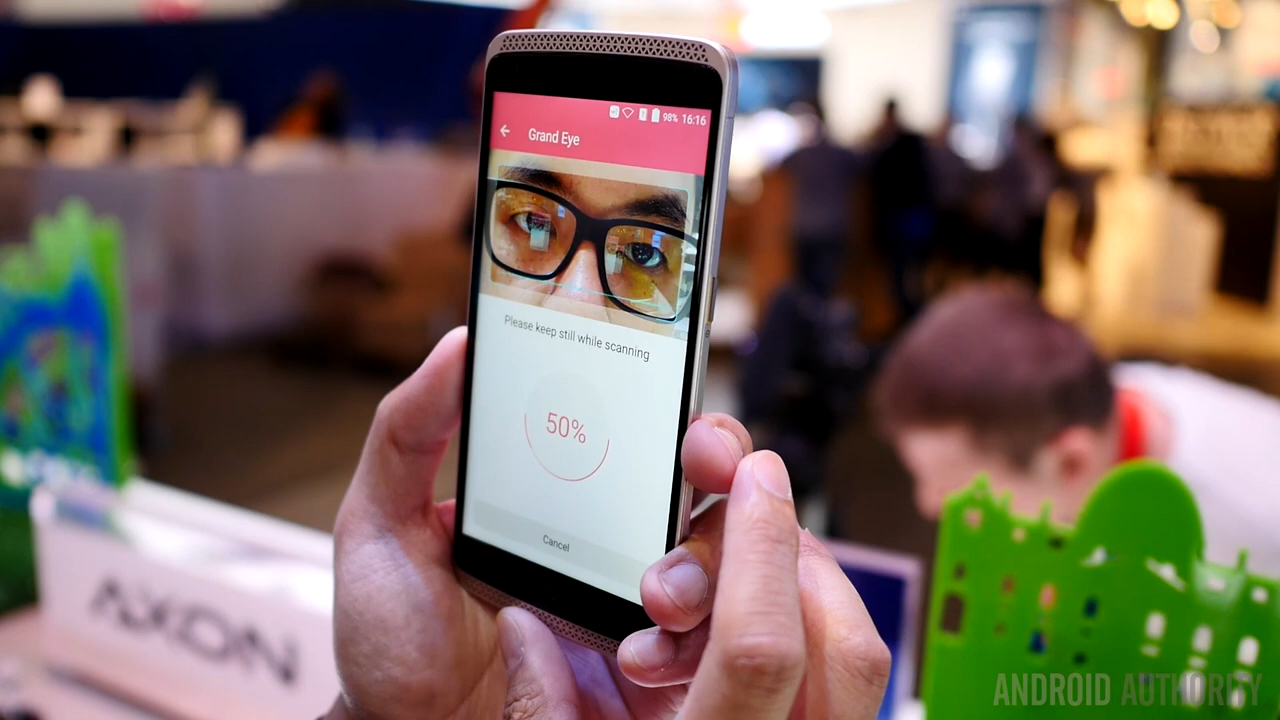 98% 16:16
Grand Eye
Please keep still while scanning
50%
Cancel
AXON
ANDROID AUTHORITY